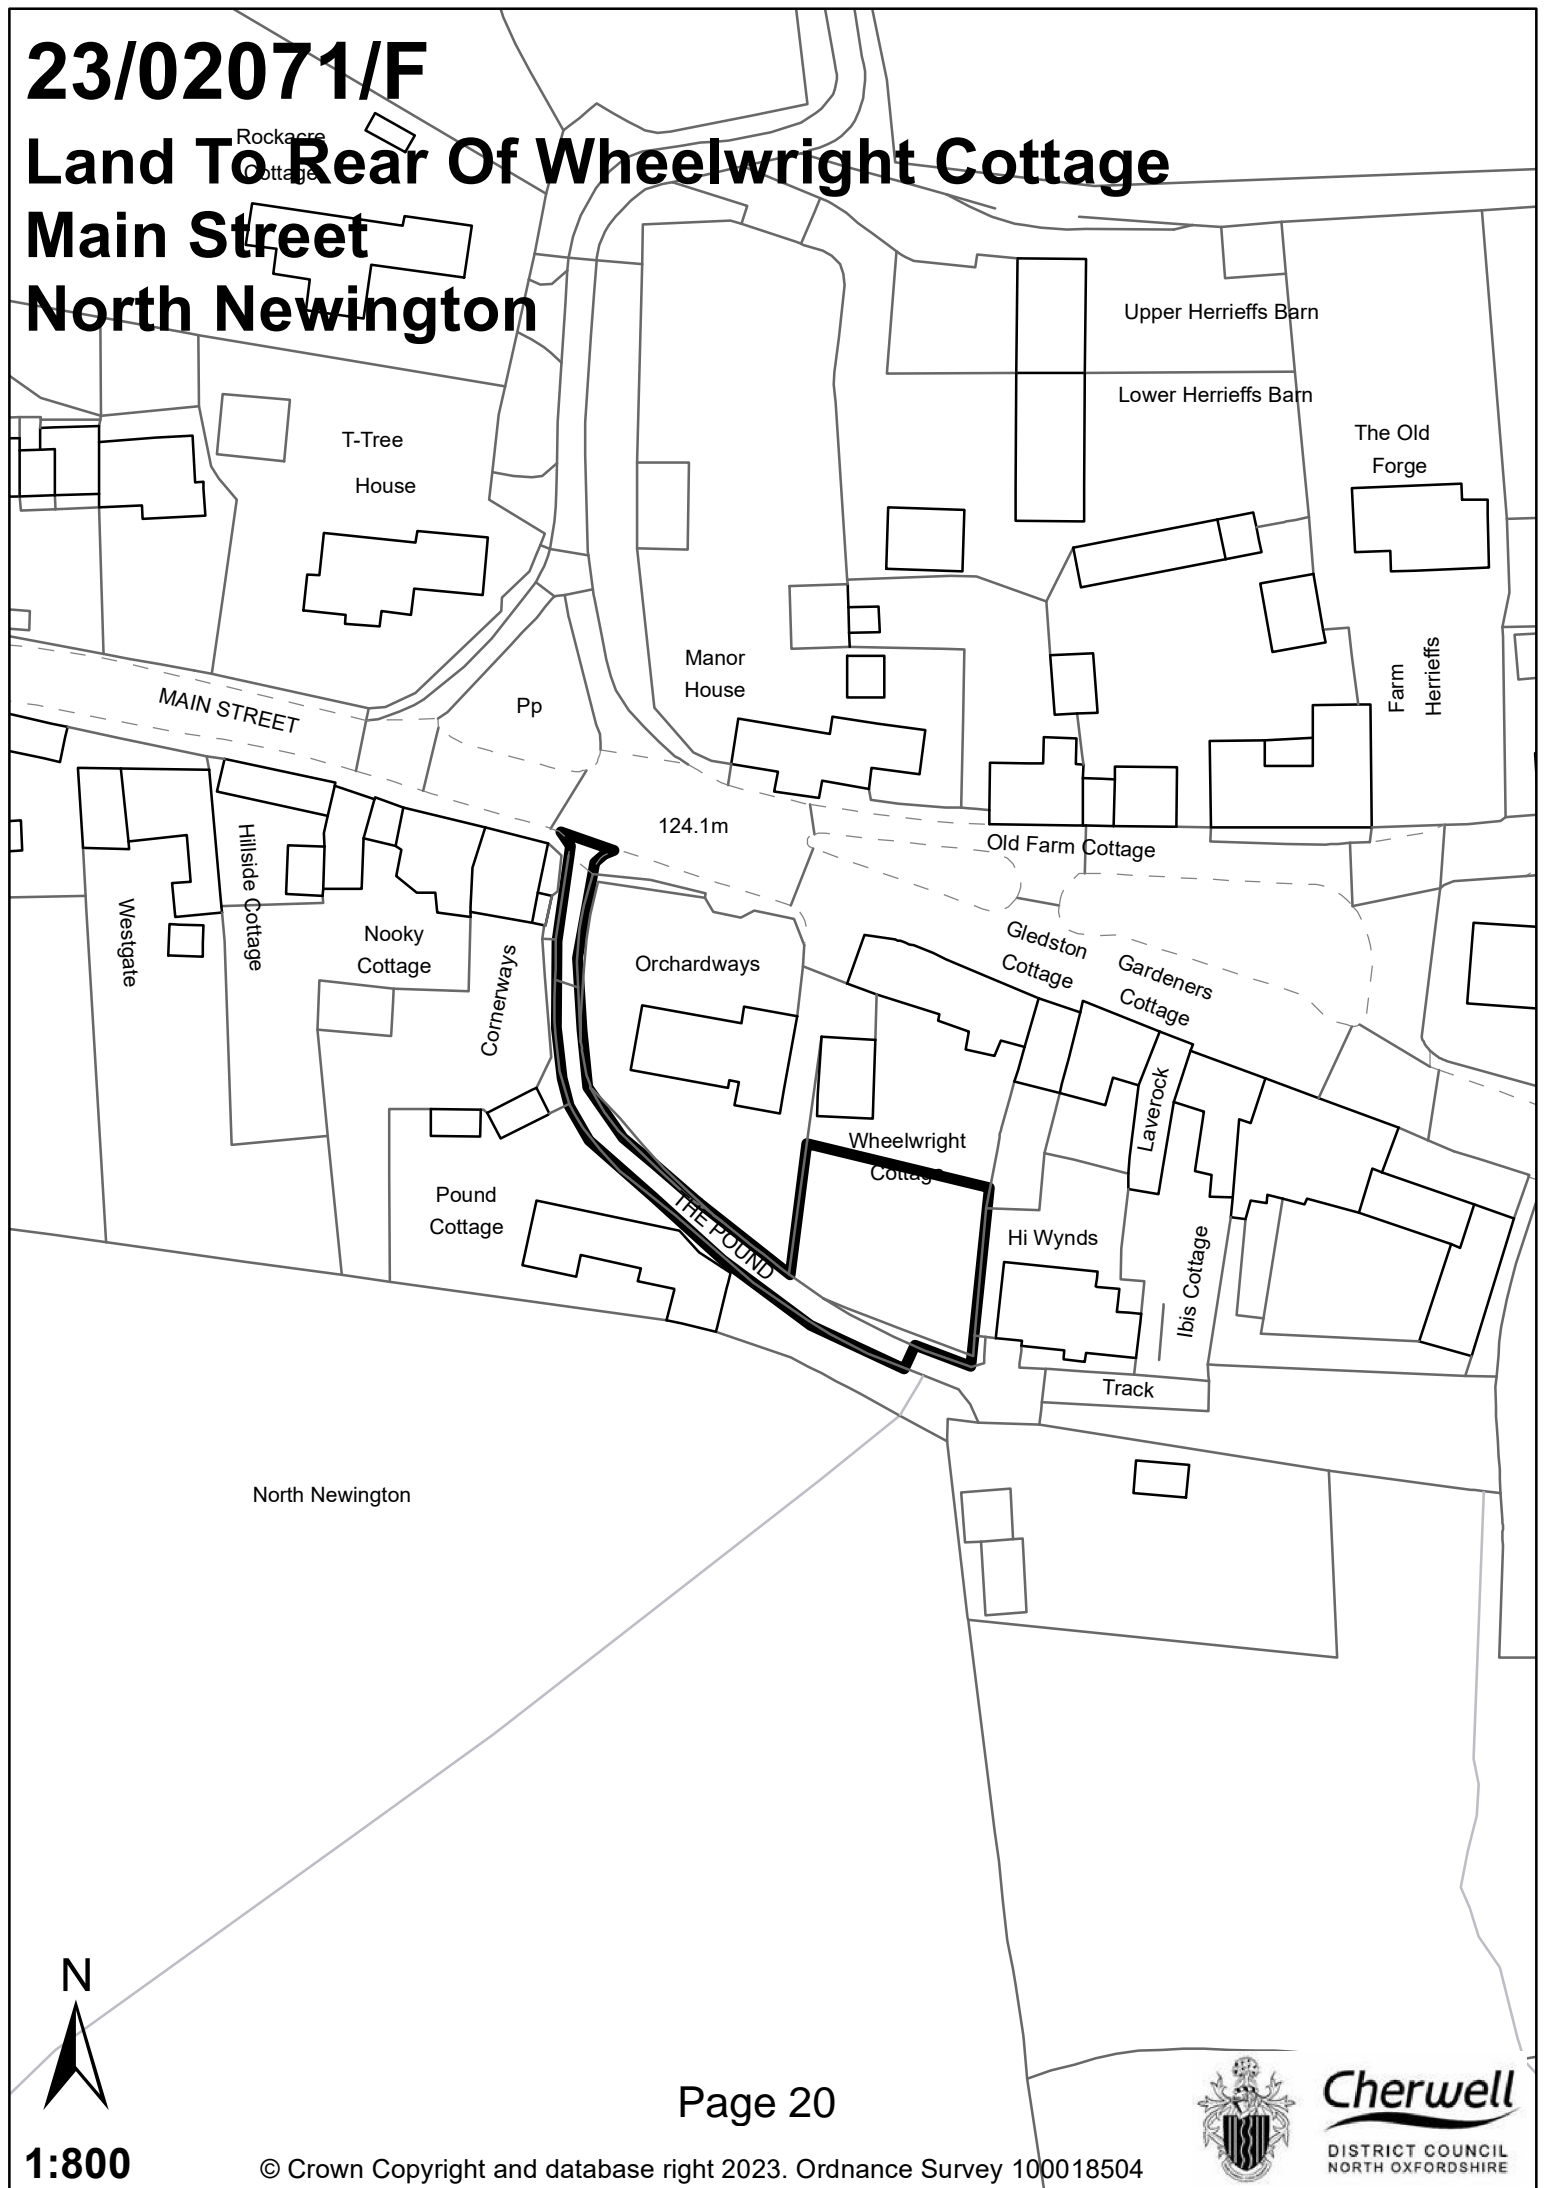 23/02071/F
Land To Rear Of Wheelwright Cottage
Main Street
North Newington
Rockacre
Cottage
Upper Herrieffs Barn
Lower Herrieffs Barn
T-Tree
House
The Old
Forge
Manor
House
Farm
Herrieffs
MAIN STREET
Pp
124.1m
Old Farm Cottage
Hillside Cottage
Westgate
Nooky
Cottage
Cornerways
Orchardways
Gledston
Cottage
Gardeners
Cottage
Laverock
Wheelwright
Cottage
Pound
Cottage
THE POUND
Hi Wynds
Ibis Cottage
Track
North Newington
N
1:800
Page 20
© Crown Copyright and database right 2023. Ordnance Survey 100018504
Cherwell
DISTRICT COUNCIL
NORTH OXFORDSHIRE